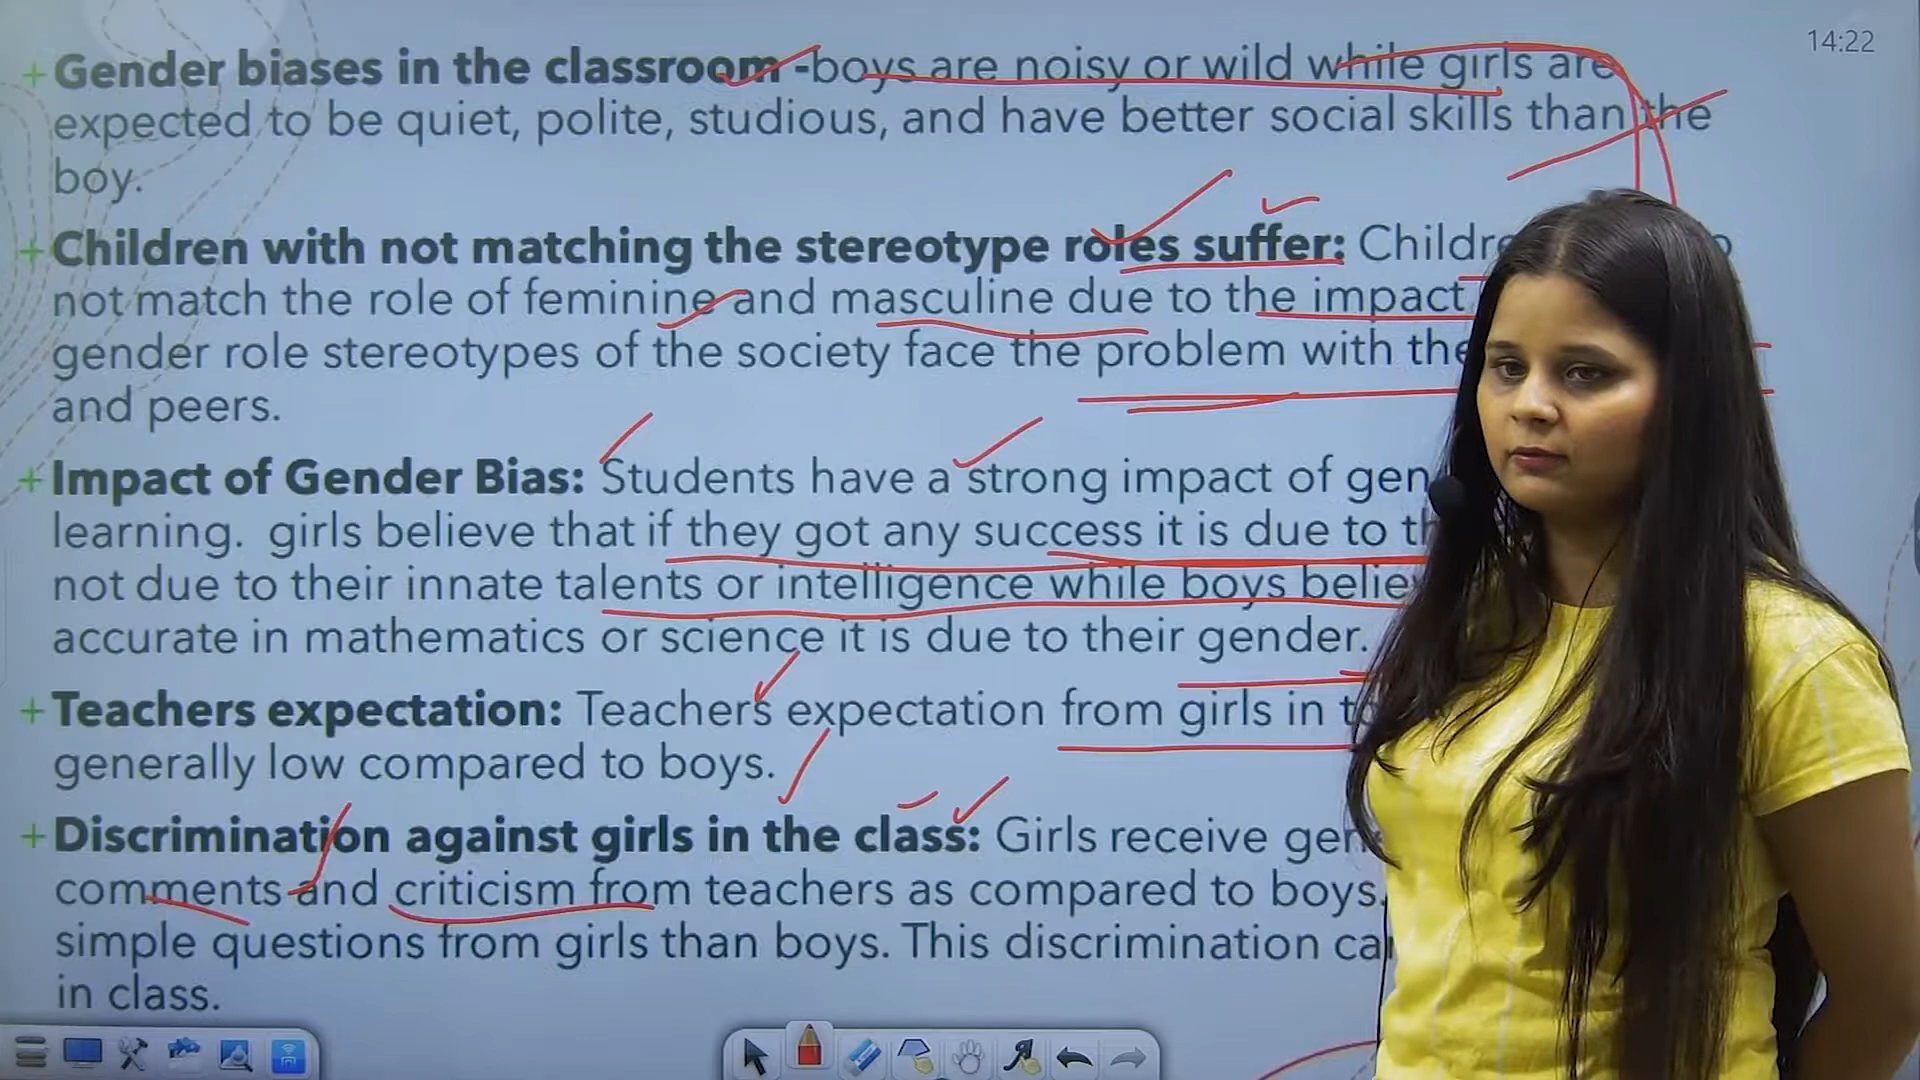 14:22
+ Gender biases in the classroom -boys are noisy or wild while girls are
expected to be quiet, polite, studious, and have better social skills than the
boy.
+ Children with not matching the stereotype roles suffer:
not match the role of feminine and masculine due to the impact
gender role stereotypes of the society face the problem with
and peers.
+ Impact of Gender Bias: Students have a strong impact of
learning. girls believe that if they got any success it is due to
not due to their innate talents or intelligence while boys
accurate in mathematics or science it is due to their gender.
+ Teachers expectation: Teachers expectation from girls in
generally low compared to boys.
+ Discrimination against girls in the class: Girls receive
comments and criticism from teachers as compared to boys.
simple questions from girls than boys. This discrimination
in class.